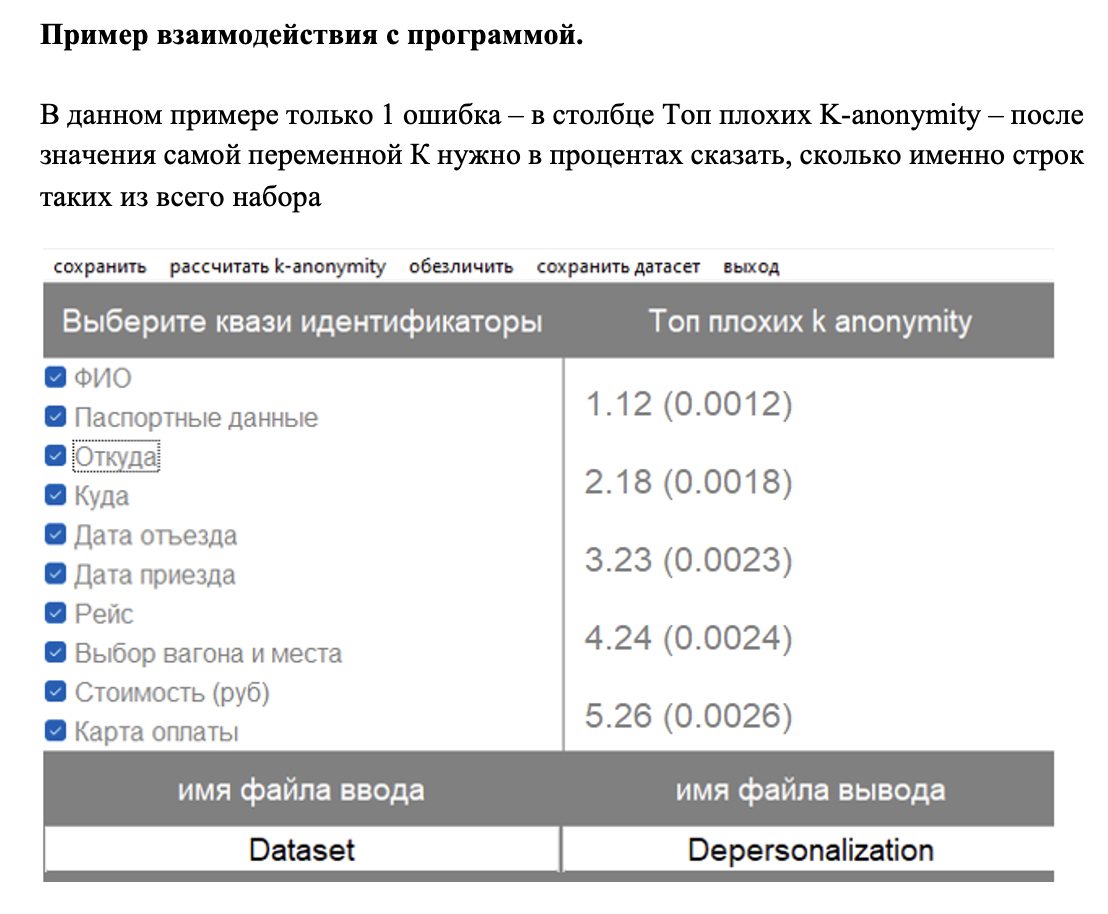 Пример взаимодействия с программой.
В данном примере только 1 ошибка – в столбце Топ плохих K-anonymity – после
значения самой переменной К нужно в процентах сказать, сколько именно строк
таких из всего набора
сохранить рассчитать k-anonymity обезличить сохранить датасет выход
Выберите квази идентификаторы
ФИО
Паспортные данные
Откуда
Куда
Дата отъезда
Дата приезда
Рейс
Выбор вагона и места
Стоимость (руб)
Карта оплаты
Топ плохих k anonymity
1.12 (0.0012)
2.18 (0.0018)
3.23 (0.0023)
4.24 (0.0024)
5.26 (0.0026)
имя файла ввода
Dataset
имя файла вывода
Depersonalization